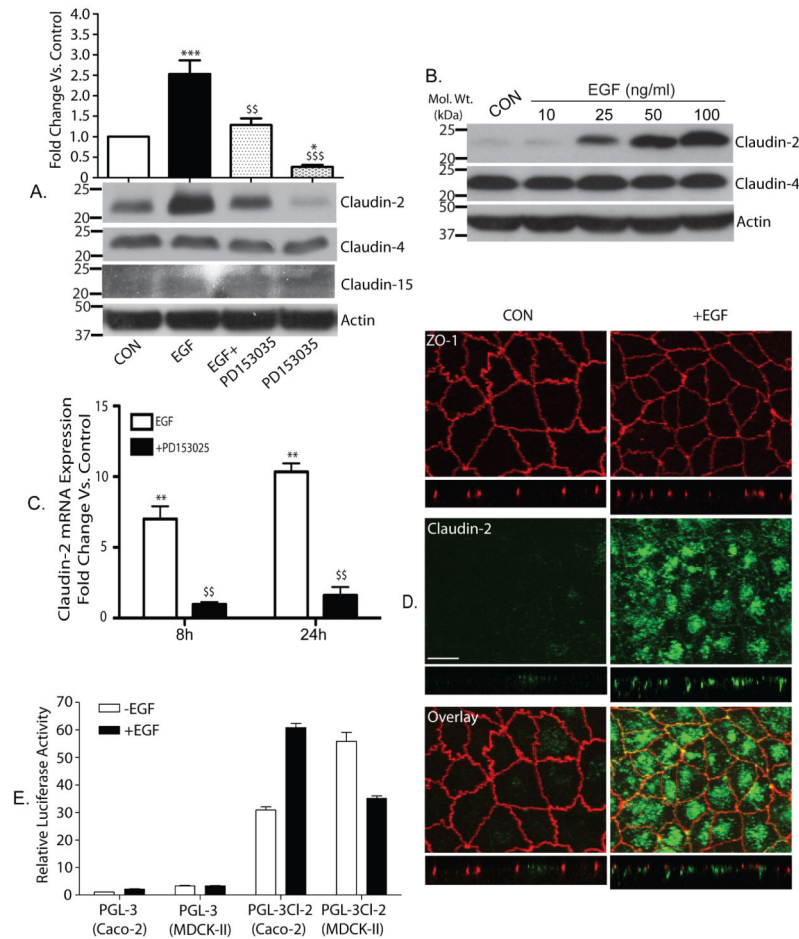 Fold Change Vs. Control
4.5
4.0
3.5
3.0
2.5
2.0
1.5
1.0
0.5
0.0
***
$$
*
$$$
A.
25
20
Claudin-2
25
20
Claudin-4
25
20
Claudin-15
50
37
Actin
CON
EGF
EGF+
PD153035
PD153035
B.
Mol. Wt.
(kDa)
CON
EGF (ng/ml)
10
25
50
100
25
20
Claudin-2
25
20
Claudin-4
50
37
Actin
C.
Claudin-2 mRNA Expression
Fold Change Vs. Control
15
10
5
0
EGF
+PD153025
**
$$
**
$$
8h
24h
D.
CON
+EGF
ZO-1
Claudin-2
Overlay
E.
Relative Luciferase Activity
70
60
50
40
30
20
10
0
-EGF
+EGF
PGL-3
(Caco-2)
PGL-3
(MDCK-II)
PGL-3Cl-2
(Caco-2)
PGL-3Cl-2
(MDCK-II)